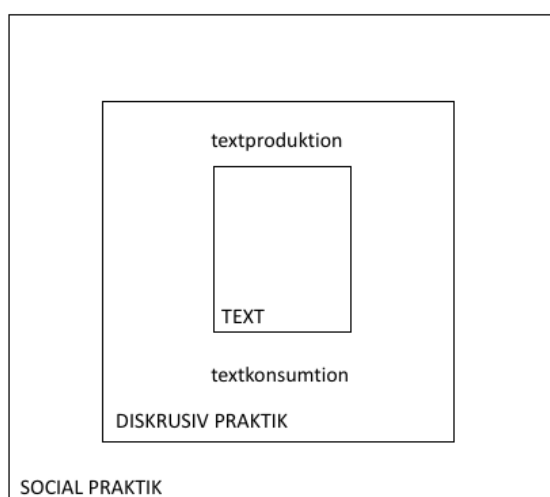 textproduktion
TEXT
textkonsumtion
DISKRUSIV PRAKTIK
SOCIAL PRAKTIK